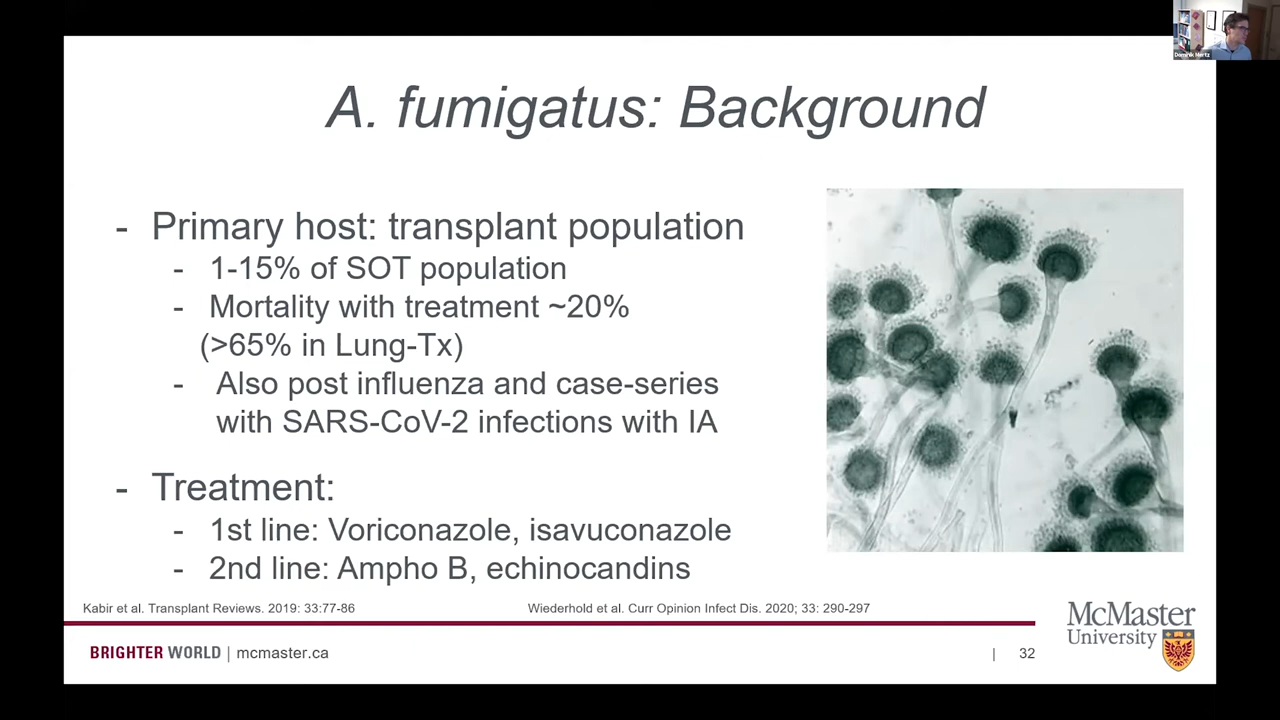 Dominik Mertz
A. fumigatus: Background
- Primary host: transplant population
- 1-15% of SOT population
- Mortality with treatment ~20%
(>65% in Lung-Tx)
- Also post influenza and case-series
with SARS-CoV-2 infections with IA
- Treatment:
- 1st line: Voriconazole, isavuconazole
- 2nd line: Ampho B, echinocandins
Kabir et al. Transplant Reviews. 2019: 33:77-86
Wiederhold et al. Curr Opinion Infect Dis. 2020; 33: 290-297
BRIGHTER WORLD | mcmaster.ca
| 32
McMaster
University